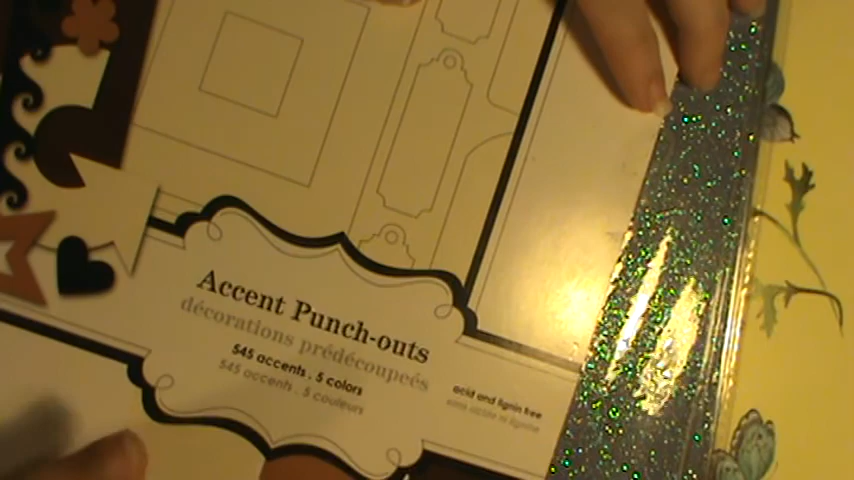 Accent Punch-outs
décorations prédécoupeés
545 accents . 5 colors
545 accents . 5 couleurs
acid and lignin free
sans acide ni lignine